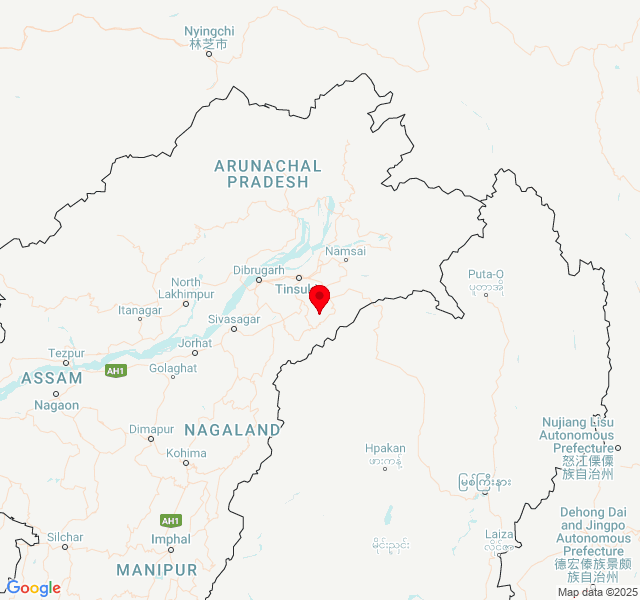 Nyingchi
林芝市
ARUNACHAL
PRADESH
Namsai
Dibrugarh
Puta-O
ပူတာအို
North
Lakhimpur
Itanagar
Sivasagar
Jorhat
Tezpur
AH1
Golaghat
ASSAM
Nagaon
Dimapur
NAGALAND
Kohima
Hpakan
ဖားကန့်
Nujiang Lisu
Autonomous
Prefecture
怒江傈僳
族自治州
မြစ်ကြီးနား
Dehong Dai
and Jingpo
Autonomous
Prefecture
德宏傣族景颇
族自治州
AH1
Silchar
Imphal
Laiza
လိုင်ဇာ
မိုင်းညင်း
MANIPUR
Google
Map data ©2025